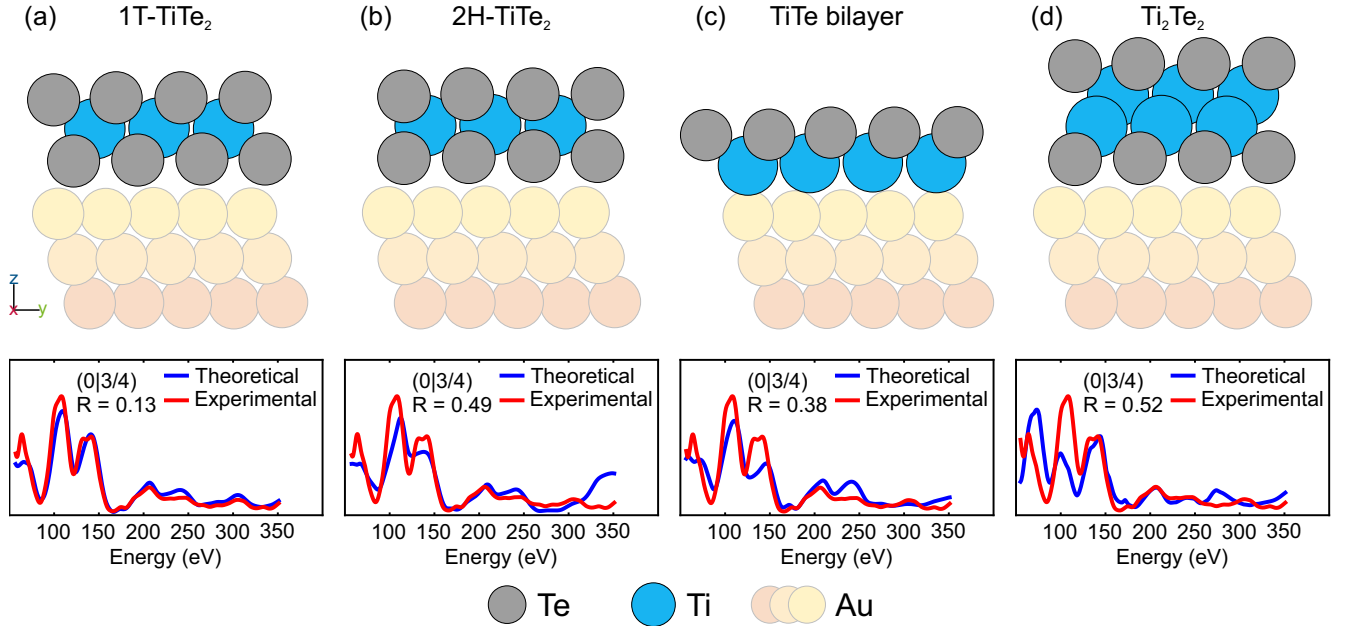 (a) 1T-TiTe₂
(b) 2H-TiTe₂
(c) TiTe bilayer
(d) Ti₂Te₂
z
x y
(0|3/4) Theoretical
R = 0.13 Experimental
100 150 200 250 300 350
Energy (eV)
(0|3/4) Theoretical
R = 0.49 Experimental
100 150 200 250 300 350
Energy (eV)
(0|3/4) Theoretical
R = 0.38 Experimental
100 150 200 250 300 350
Energy (eV)
(0|3/4) Theoretical
R = 0.52 Experimental
100 150 200 250 300 350
Energy (eV)
Te Ti Au